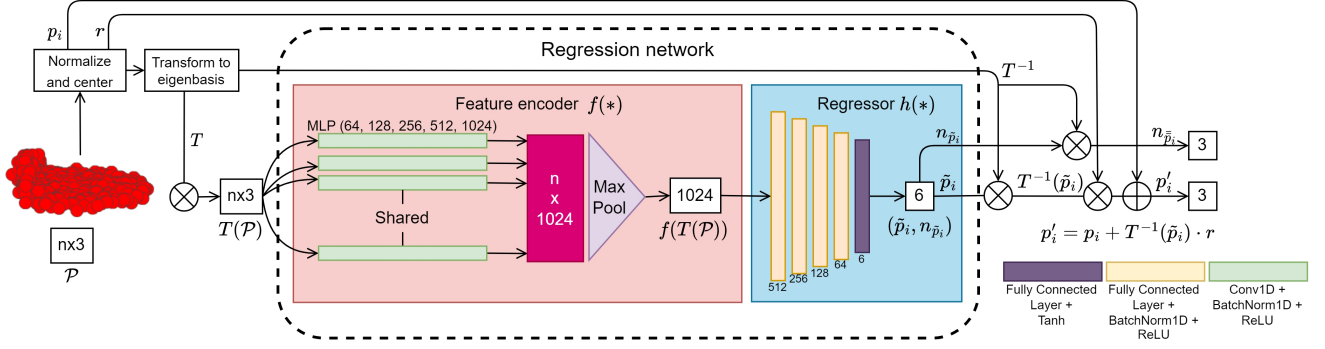 p_i
r
Normalize
and center
Transform to
eigenbasis
T
nx3
T(𝒫)
nx3
𝒫
Regression network
Feature encoder f(∗)
MLP (64, 128, 256, 512, 1024)
Shared
n
x
1024
Max
Pool
1024
f(T(𝒫))
Regressor h(∗)
512
256
128
64
6
n_{p̃_i}
6
p̃_i
(p̃_i, n_{p̃_i})
T^{-1}
T^{-1}(p̃_i)
n_{\bar{\tilde{p}}_i}
3
p'_i
3
p'_i = p_i + T^{-1}(p̃_i) · r
Fully Connected
Layer +
Tanh
Fully Connected
Layer +
BatchNorm1D +
ReLU
Conv1D +
BatchNorm1D +
ReLU